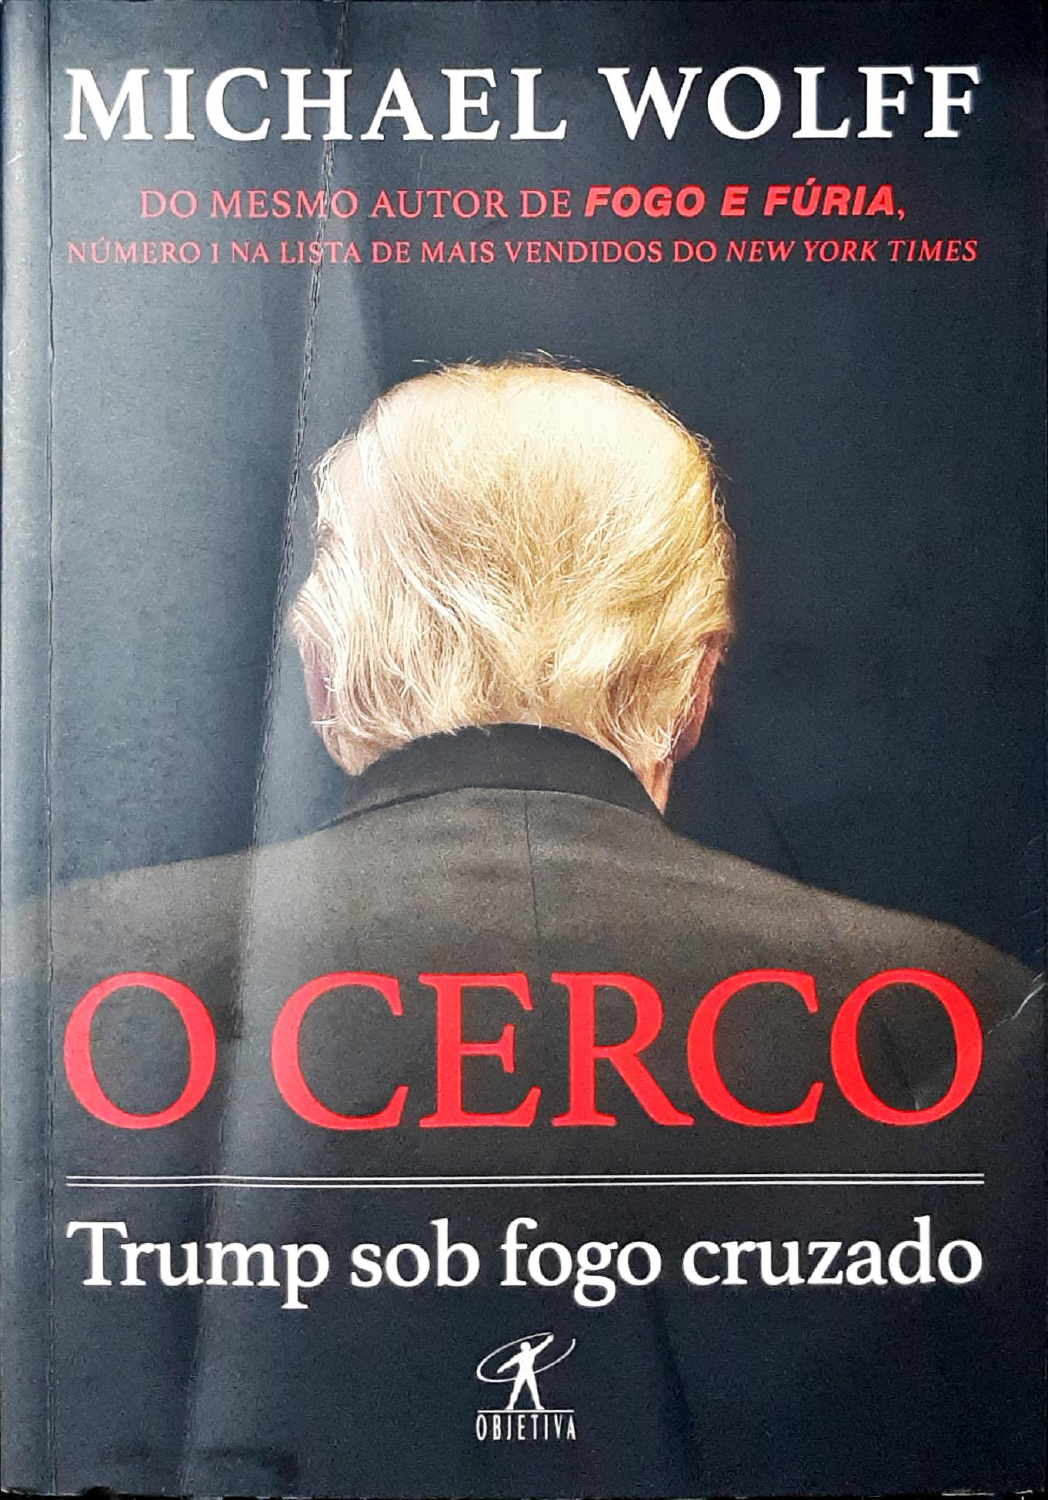 MICHAEL WOLFF
DO MESMO AUTOR DE FOGO E FÚRIA,
NÚMERO 1 NA LISTA DE MAIS VENDIDOS DO NEW YORK TIMES
O CERCO
Trump sob fogo cruzado
OBJETIVA